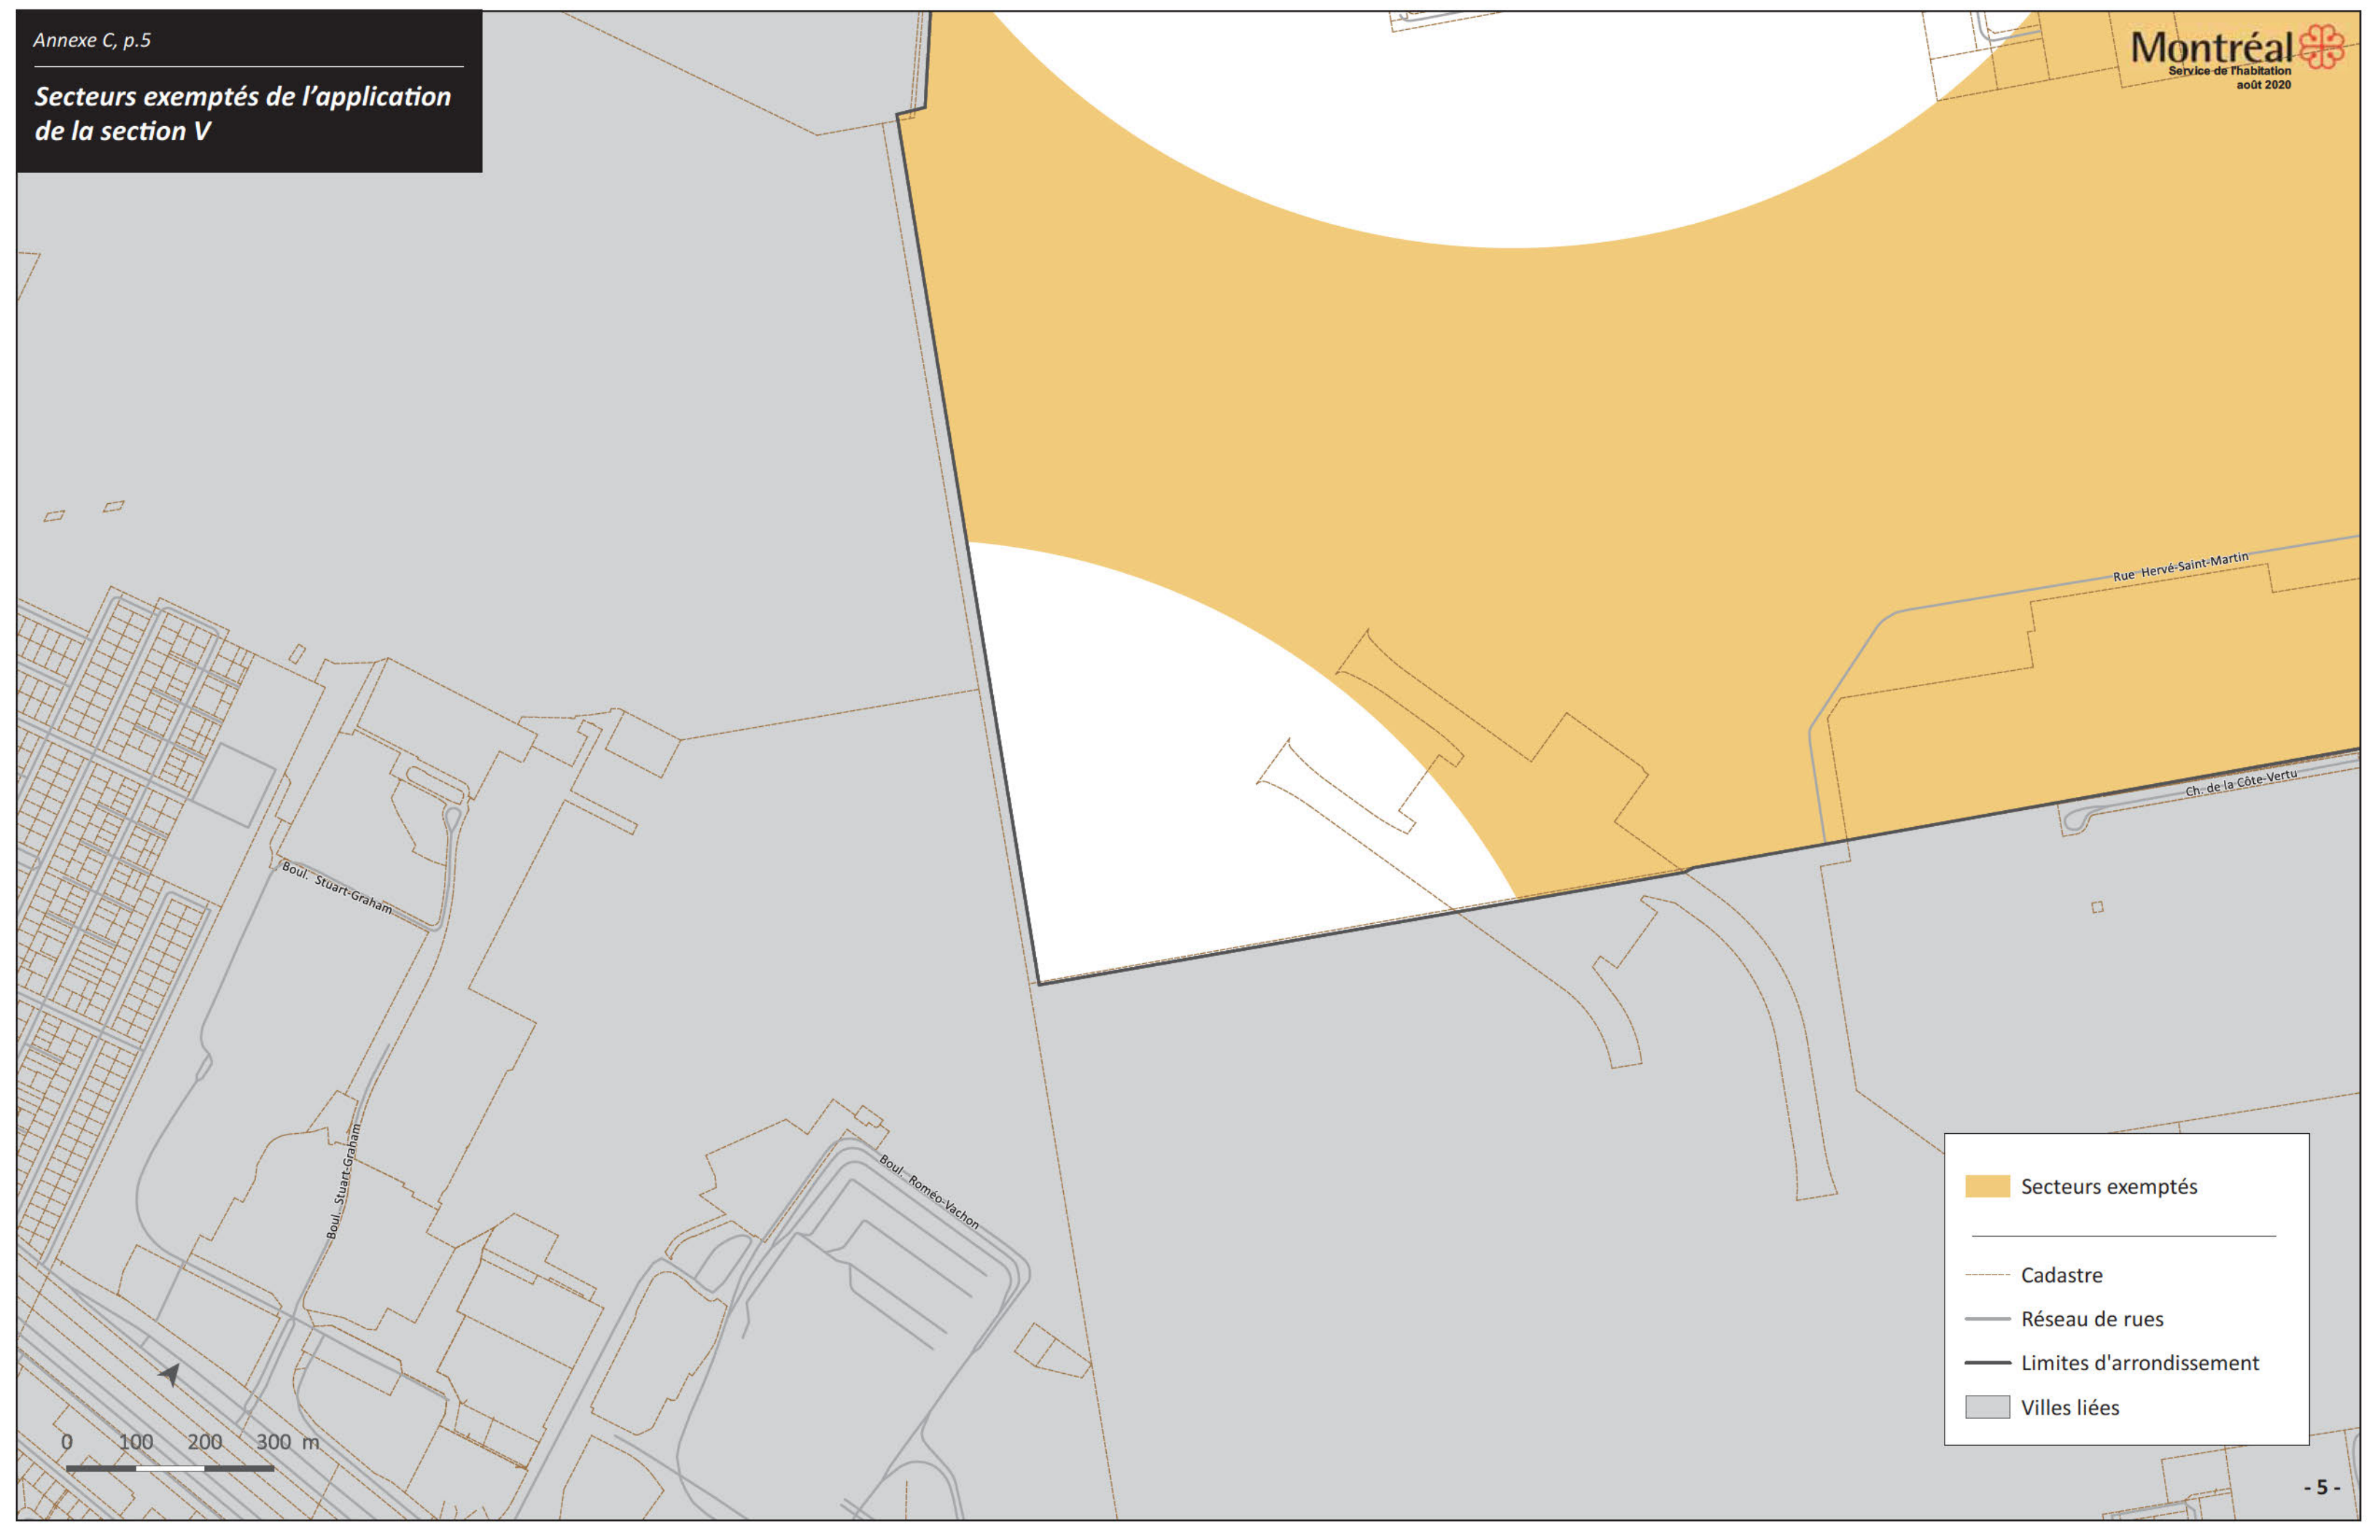 Annexe C, p.5
Secteurs exemptés de l'application
de la section V
Montréal
Service de l'habitation
août 2020
Rue Hervé-Saint-Martin
Ch. de la Côte-Vertu
Boul. Stuart-Graham
Boul. Stuart-Graham
Boul. Roméo-Vachon
Secteurs exemptés
Cadastre
Réseau de rues
Limites d'arrondissement
Villes liées
0 100 200 300 m
- 5 -